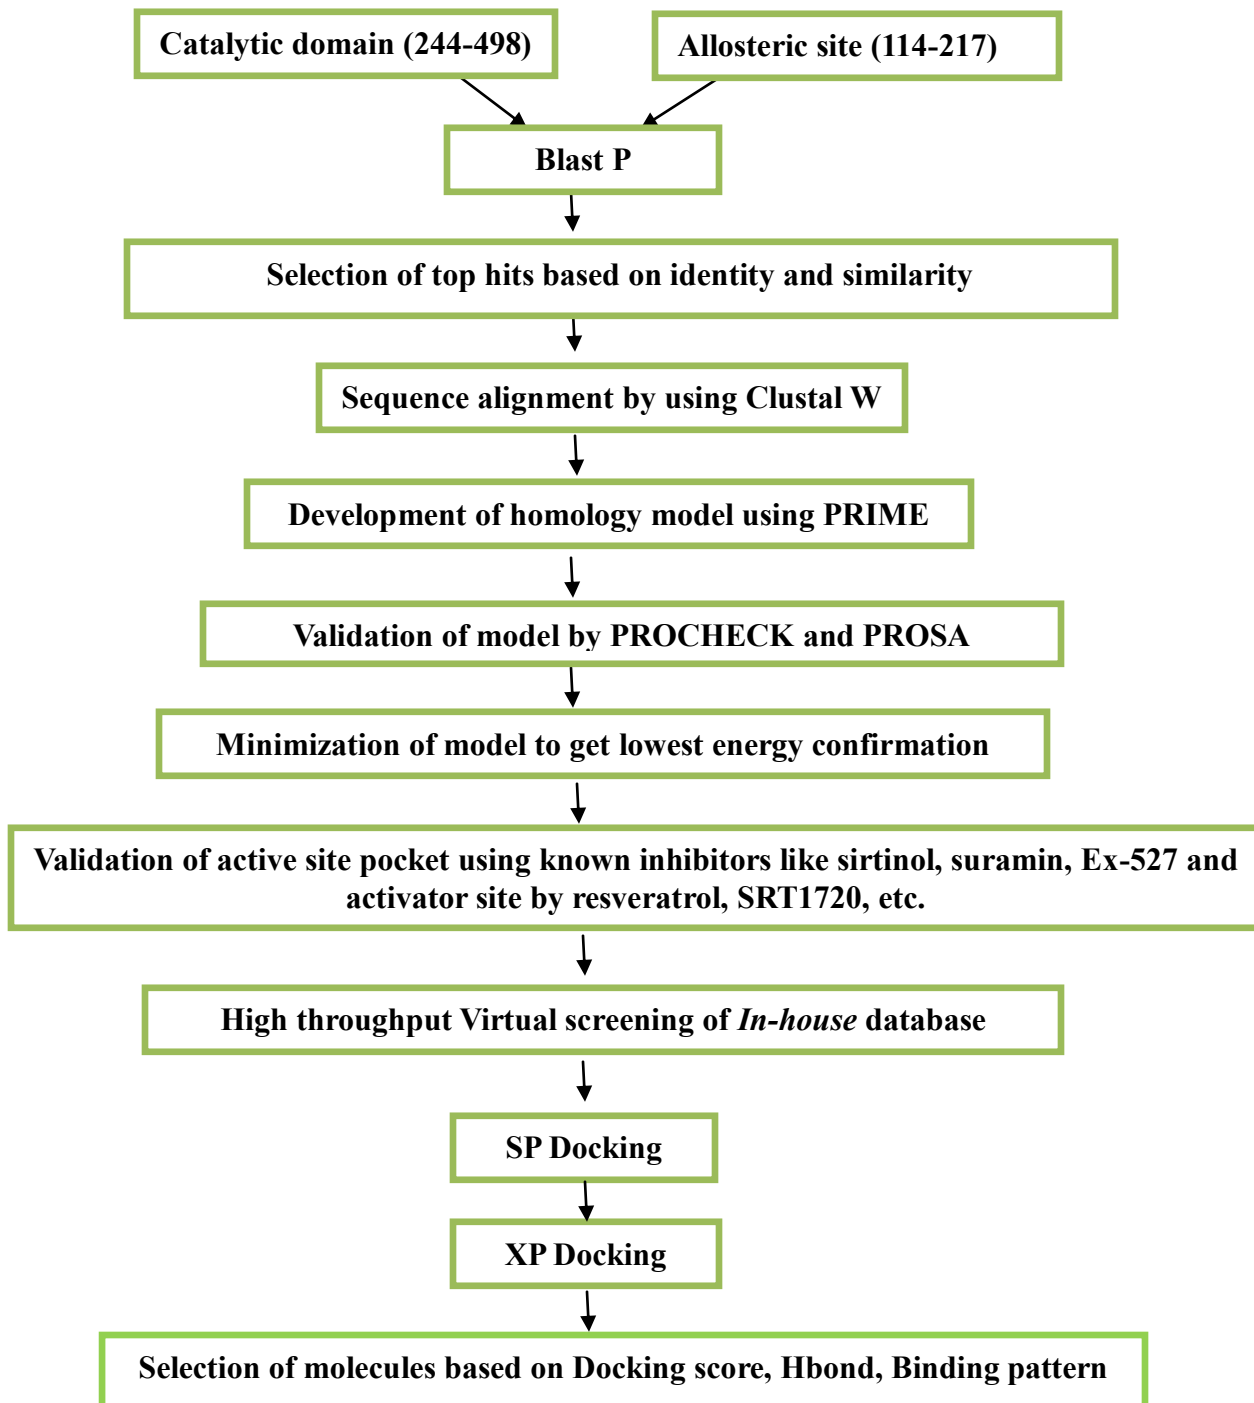 Catalytic domain (244-498)
Allosteric site (114-217)
Blast P
Selection of top hits based on identity and similarity
Sequence alignment by using Clustal W
Development of homology model using PRIME
Validation of model by PROCHECK and PROSA
Minimization of model to get lowest energy confirmation
Validation of active site pocket using known inhibitors like sirtinol, suramin, Ex-527 and
activator site by resveratrol, SRT1720, etc.
High throughput Virtual screening of In-house database
SP Docking
XP Docking
Selection of molecules based on Docking score, Hbond, Binding pattern